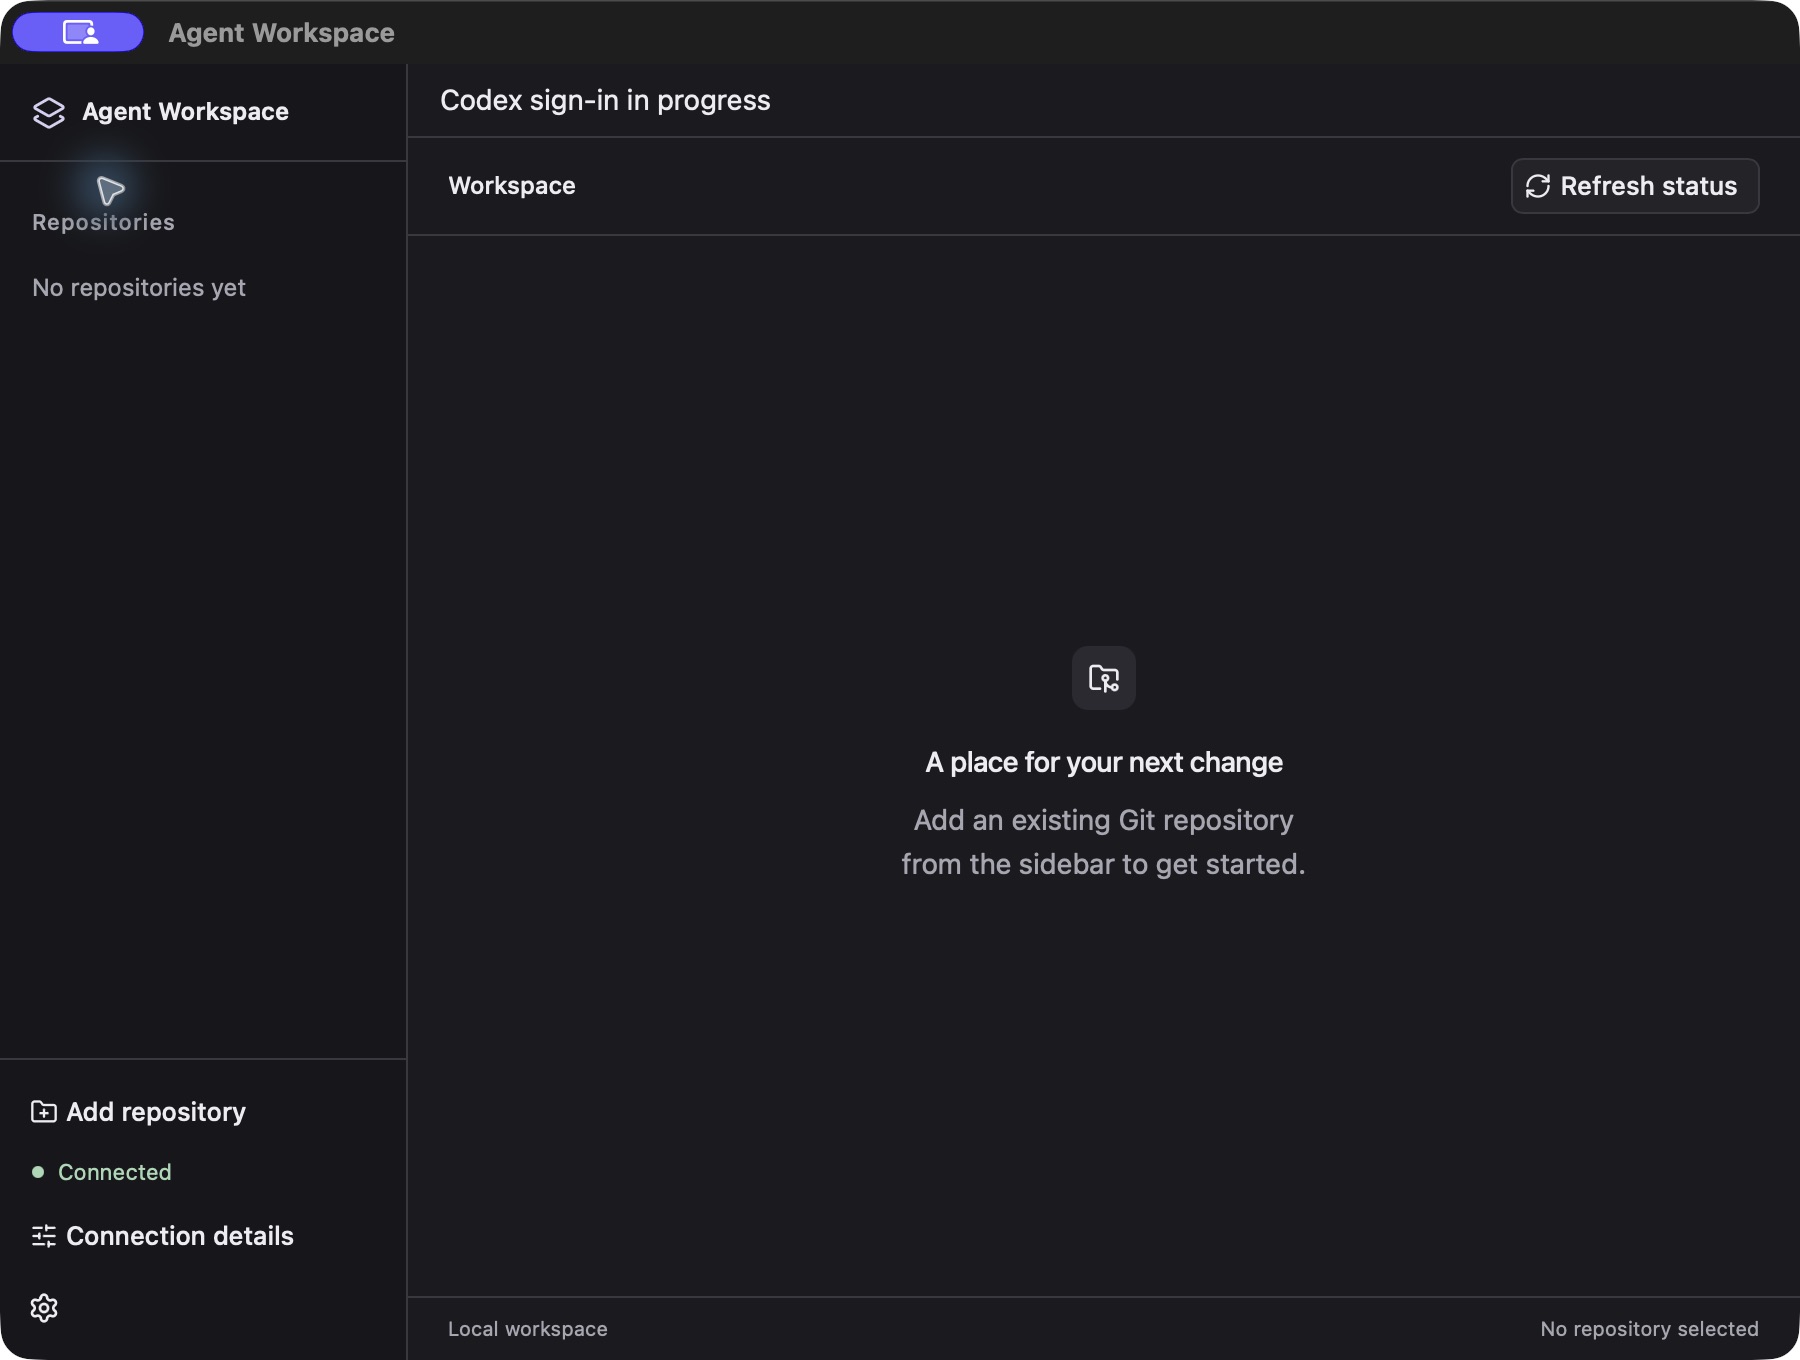 Agent Workspace
Agent Workspace
Repositories
No repositories yet
Add repository
Connected
Connection details
Codex sign-in in progress
Workspace
Refresh status
A place for your next change
Add an existing Git repository
from the sidebar to get started.
Local workspace
No repository selected